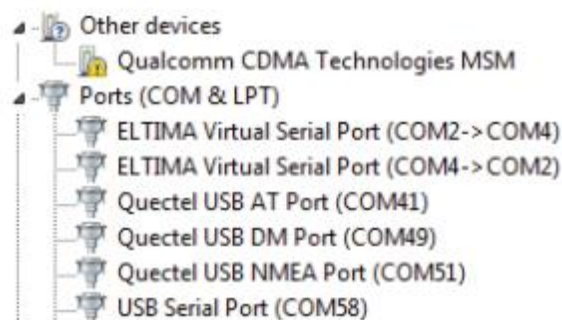 Other devices
Qualcomm CDMA Technologies MSM
Ports (COM & LPT)
ELTIMA Virtual Serial Port (COM2->COM4)
ELTIMA Virtual Serial Port (COM4->COM2)
Quectel USB AT Port (COM41)
Quectel USB DM Port (COM49)
Quectel USB NMEA Port (COM51)
USB Serial Port (COM58)